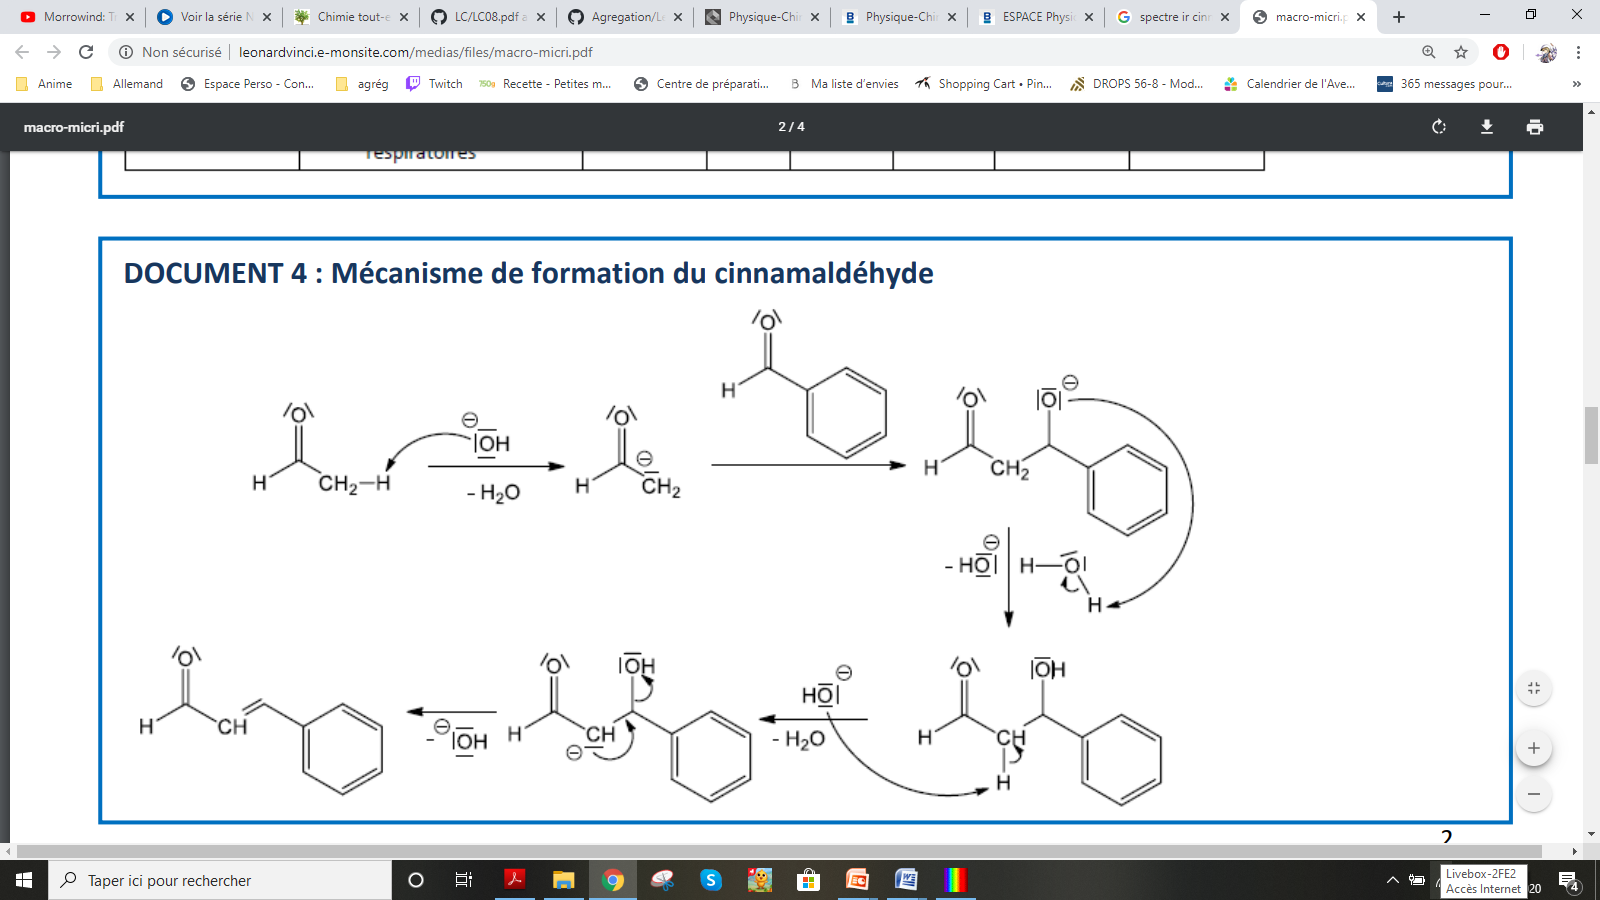 Morrowind: T
Voir la série N
Chimie tout-e
LC/LC08.pdf a
Agregation/L
Physique-Chi
Physique-Chi
ESPACE Physi
spectre ir cinn
macro-micri.p
Non sécurisé
leonardvinci.e-monsite.com/medias/files/macro-micri.pdf
Anime
Allemand
Espace Perso - Con...
agrég
Twitch
750g
Recette - Petites m...
Centre de préparati...
B Ma liste d'envies
Shopping Cart • Pin...
DROPS 56-8 - Mod...
Calendrier de l'Ave...
365 messages pour...
»
macro-micri.pdf
2 / 4
respiratoires
DOCUMENT 4 : Mécanisme de formation du cinnamaldéhyde
O
H
O
H
CH2-H
⊖
OH
- H2O
O
H
⊖
CH2
O
H
CH2
O
⊖
- HO
⊖
H-O
H
O
H
CH
⊖
- OH
O
OH
H
CH
⊖
HO
⊖
- H2O
O
OH
H
CH
H
2
Taper ici pour rechercher
Livebox-2FE2
Accès Internet
020
4